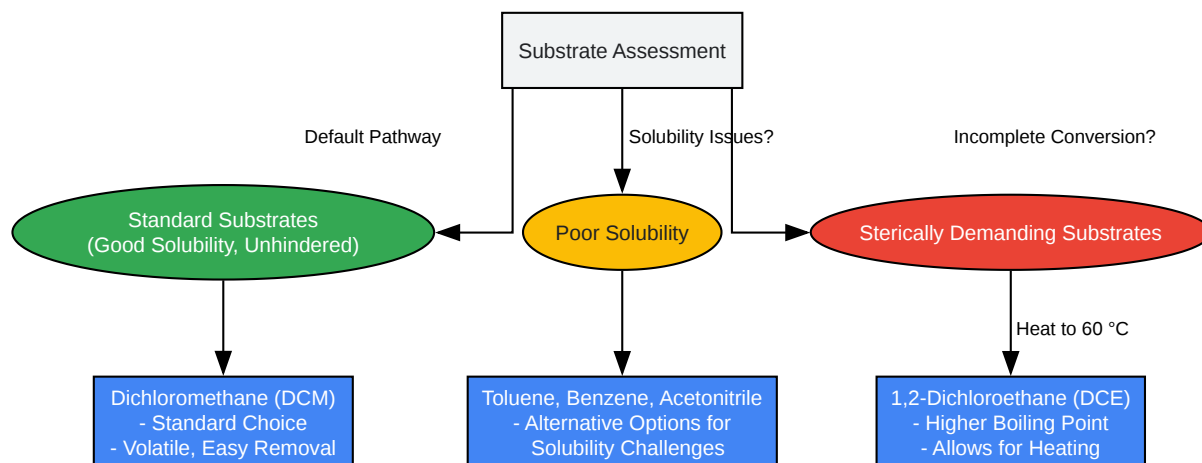 Substrate Assessment
Default Pathway
Solubility Issues?
Incomplete Conversion?
Standard Substrates
(Good Solubility, Unhindered)
Poor Solubility
Sterically Demanding Substrates
Heat to 60 °C
Dichloromethane (DCM)
- Standard Choice
- Volatile, Easy Removal
Toluene, Benzene, Acetonitrile
- Alternative Options for
Solubility Challenges
1,2-Dichloroethane (DCE)
- Higher Boiling Point
- Allows for Heating